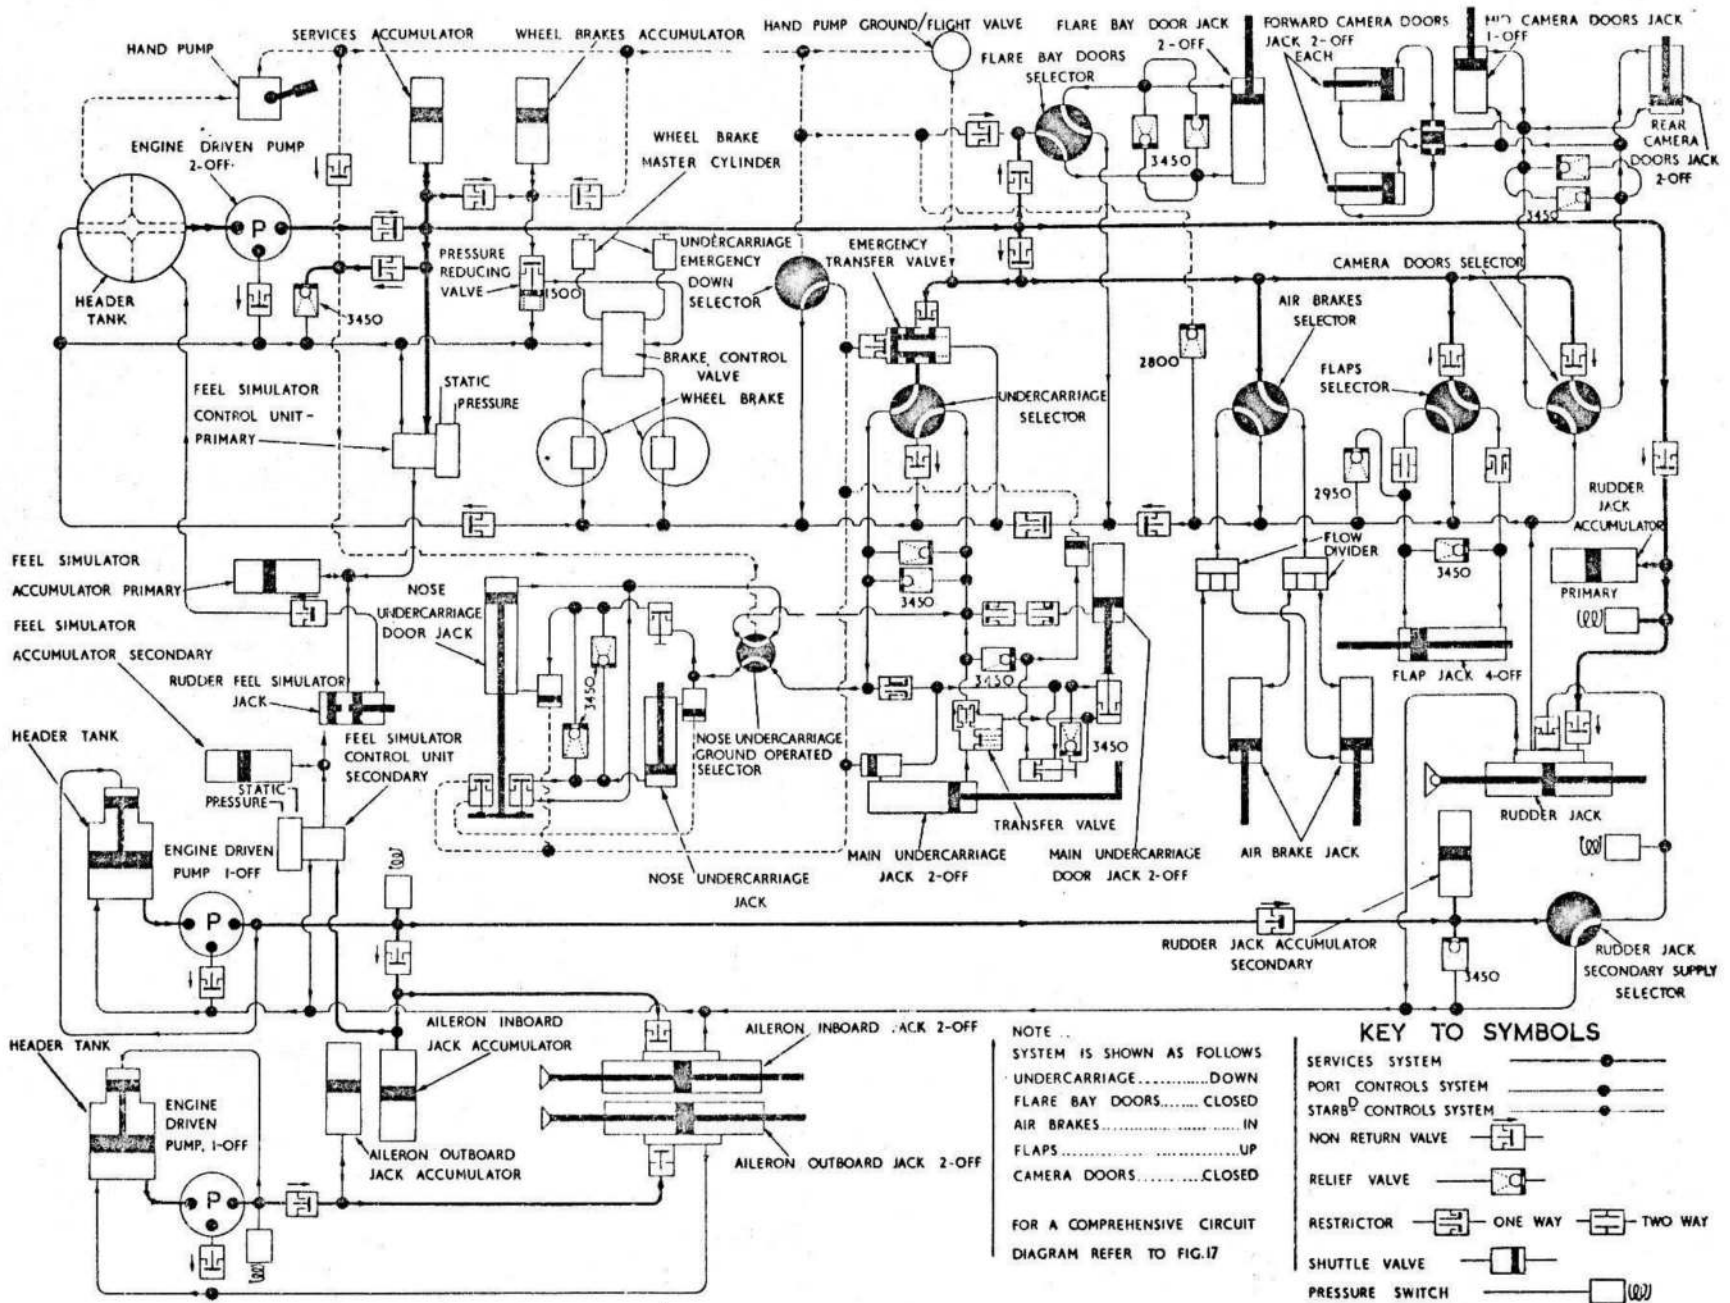 HAND PUMP
SERVICES ACCUMULATOR
WHEEL BRAKES ACCUMULATOR
HAND PUMP GROUND/FLIGHT VALVE
FLARE BAY DOORS
SELECTOR
FLARE BAY DOOR JACK
2-OFF
FORWARD CAMERA DOORS
JACK 2-OFF
EACH
MID CAMERA DOORS JACK
1-OFF
REAR
CAMERA
DOORS JACK
2-OFF
3450
3450
ENGINE DRIVEN PUMP
2-OFF
P
HEADER
TANK
3450
WHEEL BRAKE
MASTER CYLINDER
PRESSURE
REDUCING
VALVE
1500
UNDERCARRIAGE
EMERGENCY
DOWN
SELECTOR
EMERGENCY
TRANSFER VALVE
CAMERA DOORS SELECTOR
AIR BRAKES
SELECTOR
2800
FLAPS
SELECTOR
BRAKE CONTROL
VALVE
WHEEL BRAKE
UNDERCARRIAGE
SELECTOR
FEEL SIMULATOR
CONTROL UNIT-
PRIMARY
STATIC
PRESSURE
2950
RUDDER
JACK
ACCUMULATOR
PRIMARY
FLOW
DIVIDER
3450
FLAP JACK 4-OFF
FEEL SIMULATOR
ACCUMULATOR PRIMARY
FEEL SIMULATOR
ACCUMULATOR SECONDARY
NOSE
UNDERCARRIAGE
DOOR JACK
3450
3450
3450
3450
RUDDER FEEL SIMULATOR
JACK
HEADER TANK
FEEL SIMULATOR
CONTROL UNIT
SECONDARY
STATIC
PRESSURE
NOSE UNDERCARRIAGE
GROUND OPERATED
SELECTOR
TRANSFER VALVE
RUDDER JACK
ENGINE DRIVEN
PUMP 1-OFF
P
NOSE UNDERCARRIAGE
JACK
MAIN UNDERCARRIAGE
JACK 2-OFF
MAIN UNDERCARRIAGE
DOOR JACK 2-OFF
AIR BRAKE JACK
RUDDER JACK ACCUMULATOR
SECONDARY
3450
RUDDER JACK
SECONDARY SUPPLY
SELECTOR
HEADER TANK
AILERON INBOARD
JACK ACCUMULATOR
AILERON INBOARD JACK 2-OFF
ENGINE
DRIVEN
PUMP, 1-OFF
P
AILERON OUTBOARD
JACK ACCUMULATOR
AILERON OUTBOARD JACK 2-OFF
NOTE ..
SYSTEM IS SHOWN AS FOLLOWS
UNDERCARRIAGE...........DOWN
FLARE BAY DOORS........ CLOSED
AIR BRAKES.......................IN
FLAPS.............................UP
CAMERA DOORS..........CLOSED
FOR A COMPREHENSIVE CIRCUIT
DIAGRAM REFER TO FIG.17
KEY TO SYMBOLS
SERVICES SYSTEM
PORT CONTROLS SYSTEM
STARBD CONTROLS SYSTEM
NON RETURN VALVE
RELIEF VALVE
RESTRICTOR ONE WAY TWO WAY
SHUTTLE VALVE
PRESSURE SWITCH